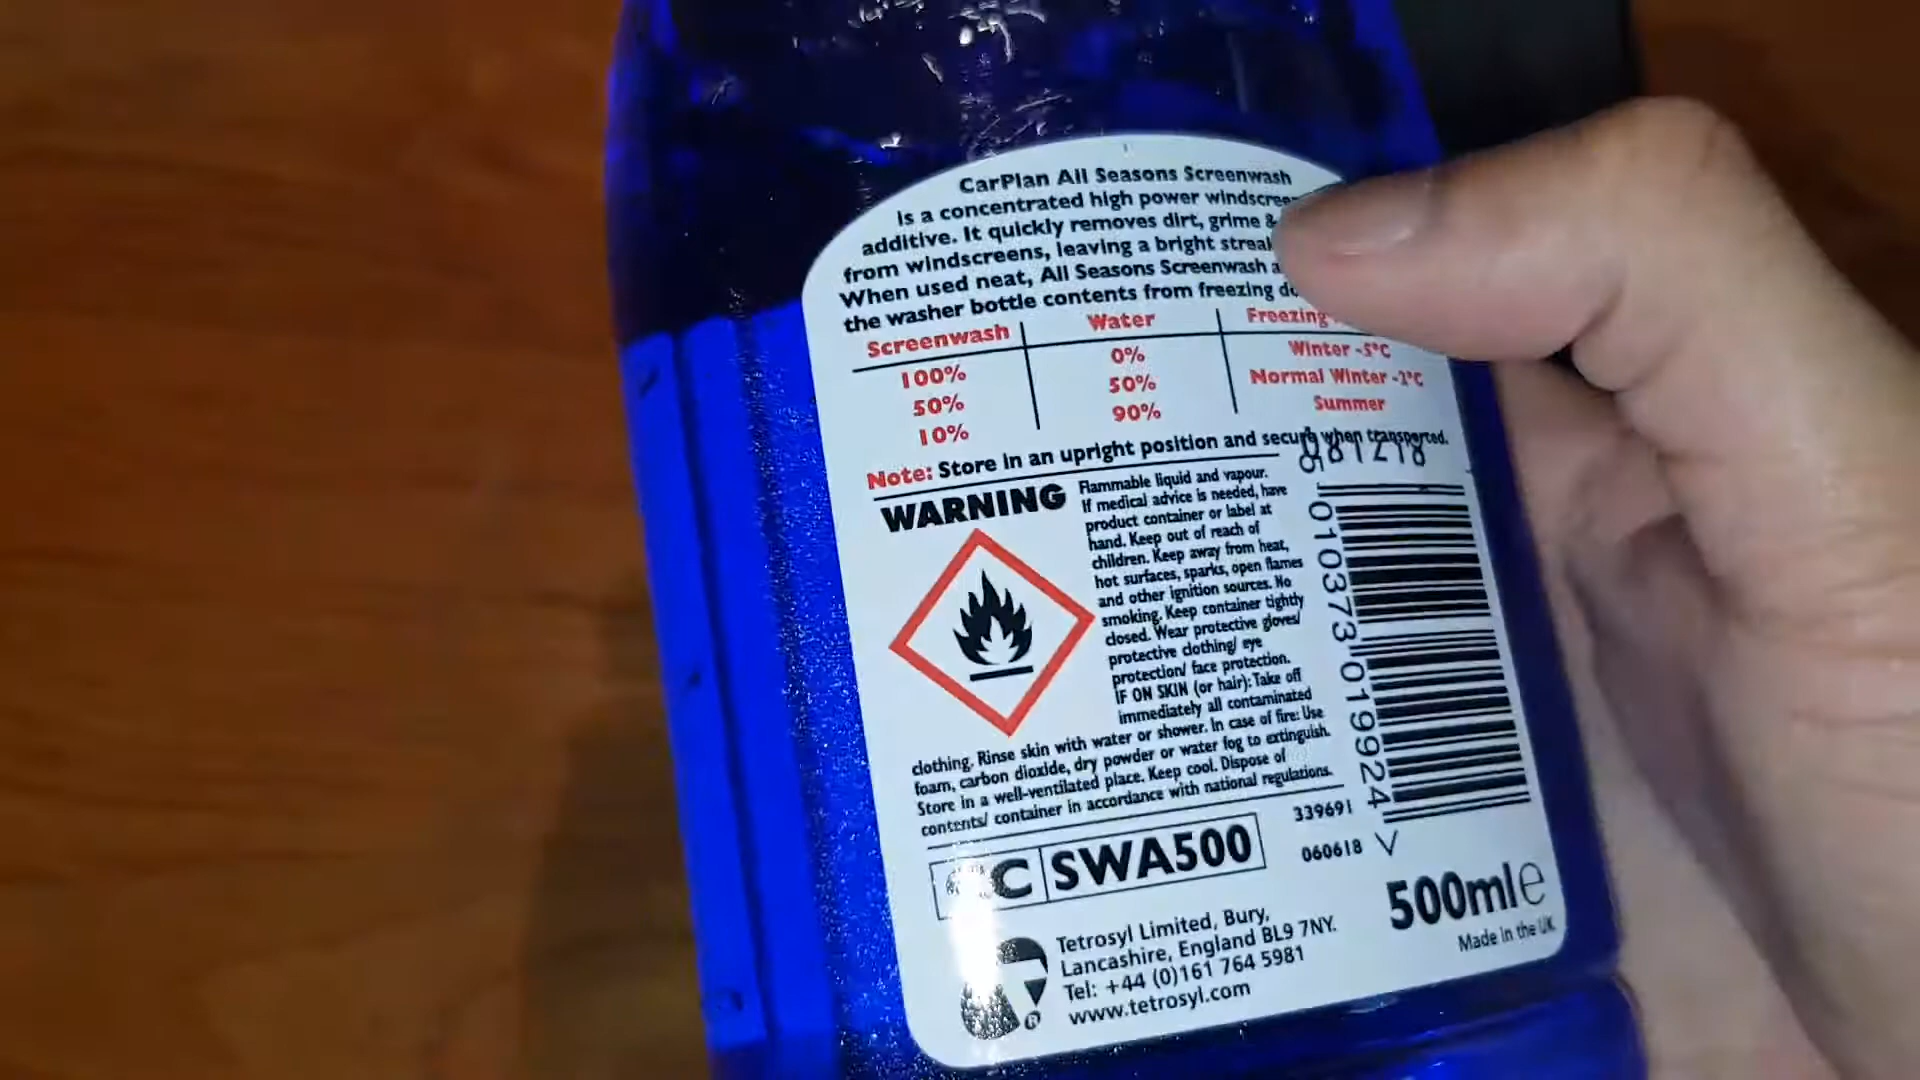 CarPlan All Seasons Screenwash
is a concentrated high power
additive. It quickly removes dirt, grime &
from windscreens, leaving a bright
When used neat, All Seasons Screenwash
the washer bottle contents from freezing
Screenwash Water Freezing
100% 0% Winter -5°C
50% 50% Normal Winter -2°C
10% 90% Summer
Note: Store in an upright position and secure when transported.
081218
WARNING
Flammable liquid and vapour.
If medical advice is needed, have
product container or label at
hand. Keep out of reach of
children. Keep away from heat,
hot surfaces, sparks, open flames
and other ignition sources. No
smoking. Keep container tightly
closed. Wear protective gloves/
protective clothing/ eye
protection/ face protection.
IF ON SKIN (or hair): Take off
immediately all contaminated
clothing. Rinse skin with water or shower. In case of fire: Use
foam, carbon dioxide, dry powder or water fog to extinguish.
Store in a well-ventilated place. Keep cool. Dispose of
contents/ container in accordance with national regulations.
5 010373 019924 >
339691
060618
C SWA500
500ml e
Made in the UK
Tetrosyl Limited, Bury,
Lancashire, England BL9 7NY.
Tel: +44 (0)161 764 5981
www.tetrosyl.com
®